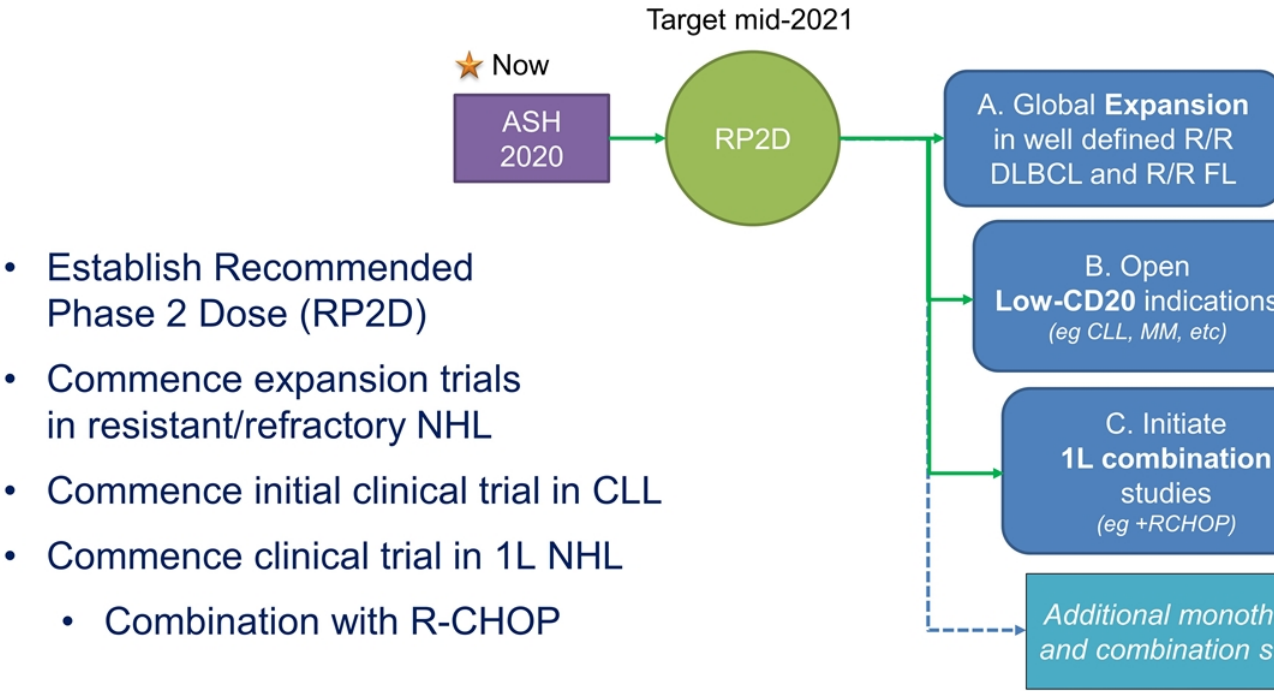 Target mid-2021
Now
ASH
2020
RP2D
A. Global Expansion
in well defined R/R
DLBCL and R/R FL
B. Open
Low-CD20 indications
(eg CLL, MM, etc)
C. Initiate
1L combination
studies
(eg +RCHOP)
Additional
and combination
• Establish Recommended
Phase 2 Dose (RP2D)
• Commence expansion trials
in resistant/refractory NHL
• Commence initial clinical trial in CLL
• Commence clinical trial in 1L NHL
• Combination with R-CHOP